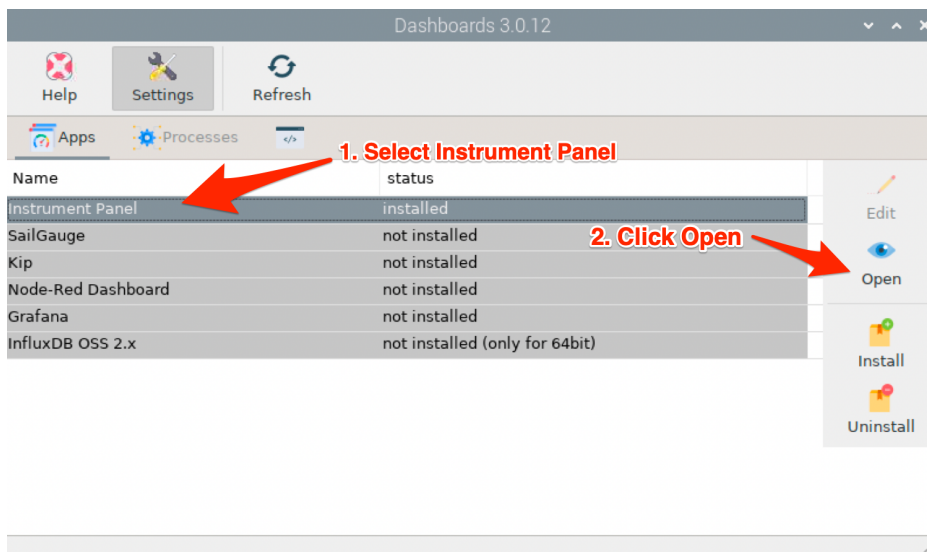 Dashboards 3.0.12
Help Settings Refresh
Apps Processes </>
1. Select Instrument Panel
Name status
Instrument Panel installed
Edit
SailGauge not installed
2. Click Open
Kip not installed
Open
Node-Red Dashboard not installed
Grafana not installed
InfluxDB OSS 2.x not installed (only for 64bit)
Install
Uninstall